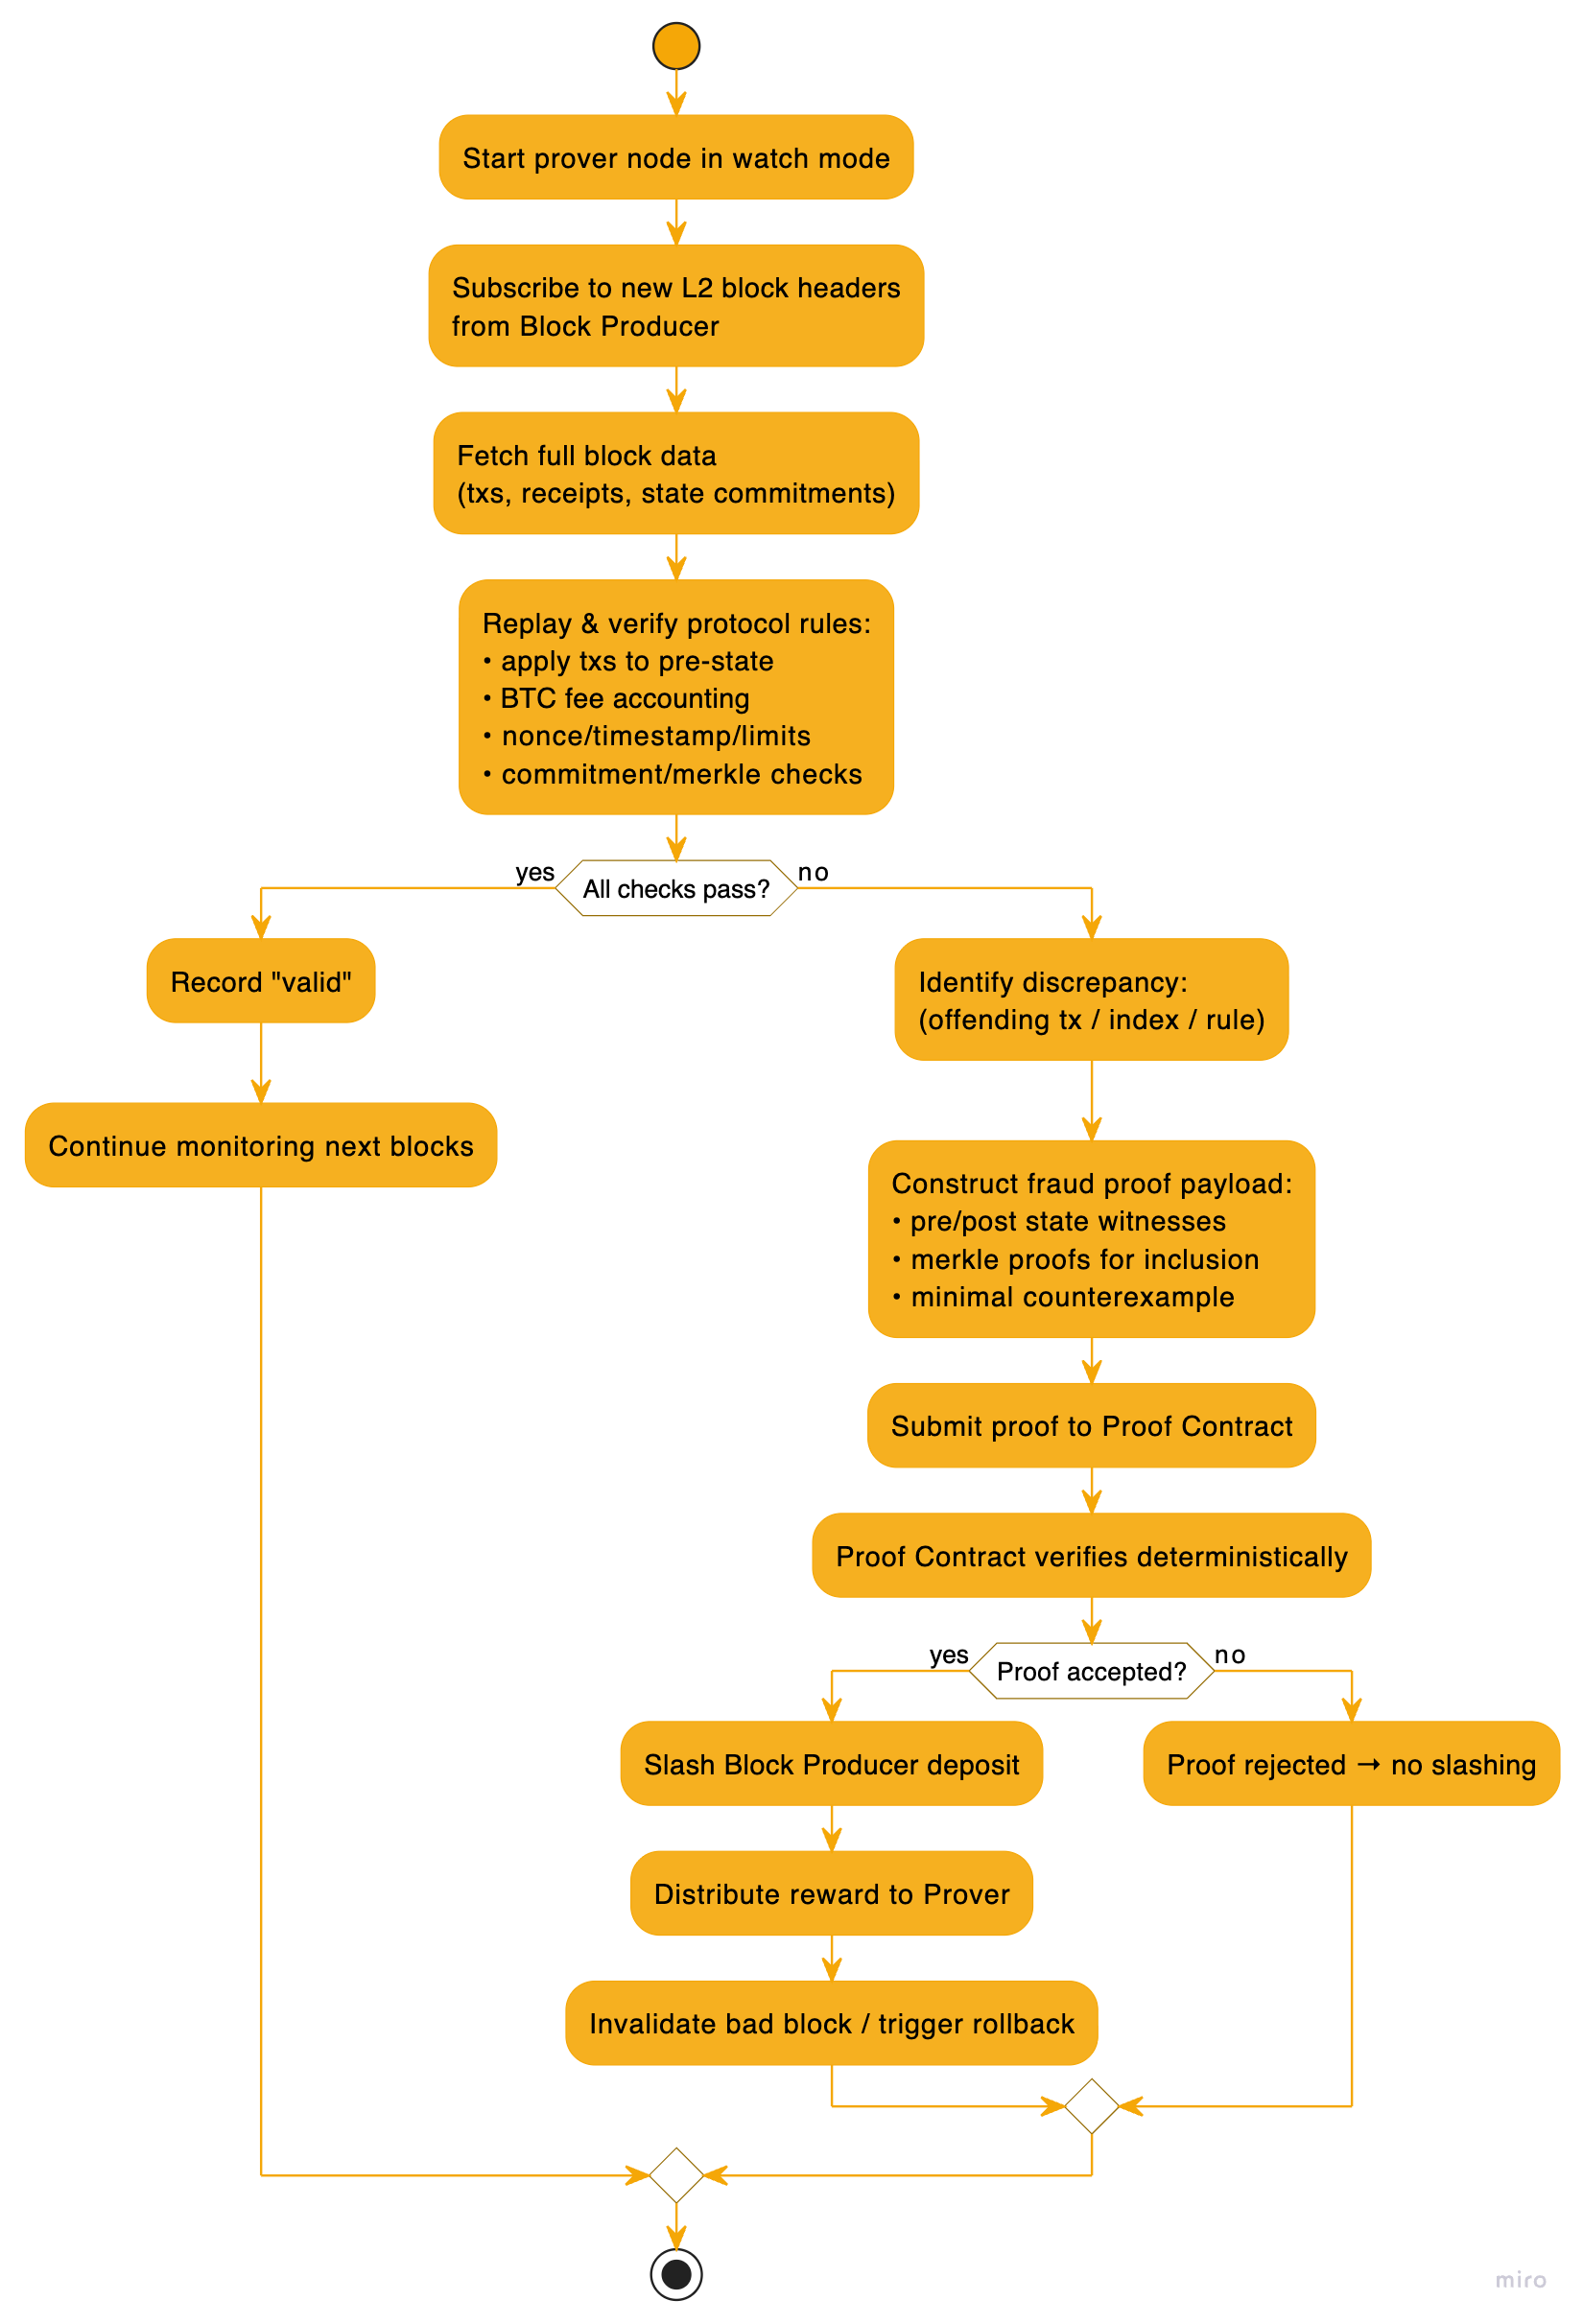 Start prover node in watch mode
Subscribe to new L2 block headers
from Block Producer
Fetch full block data
(txs, receipts, state commitments)
Replay & verify protocol rules:
• apply txs to pre-state
• BTC fee accounting
• nonce/timestamp/limits
• commitment/merkle checks
yes
All checks pass?
no
Record "valid"
Continue monitoring next blocks
Identify discrepancy:
(offending tx / index / rule)
Construct fraud proof payload:
• pre/post state witnesses
• merkle proofs for inclusion
• minimal counterexample
Submit proof to Proof Contract
Proof Contract verifies deterministically
yes
Proof accepted?
no
Slash Block Producer deposit
Distribute reward to Prover
Invalidate bad block / trigger rollback
Proof rejected → no slashing
miro